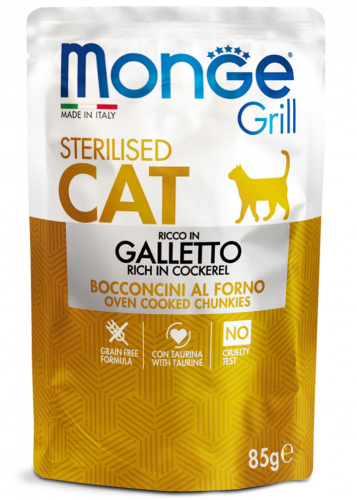 Monge
Grill
MADE IN ITALY
STERILISED
CAT
RICCO IN
GALLETTO
RICH IN COCKEREL
BOCCONCINI AL FORNO
OVEN COOKED CHUNKIES
GRAIN FREE
FORMULA
CON TAURINA
WITH TAURINE
NO
CRUELTY
TEST
85g℮